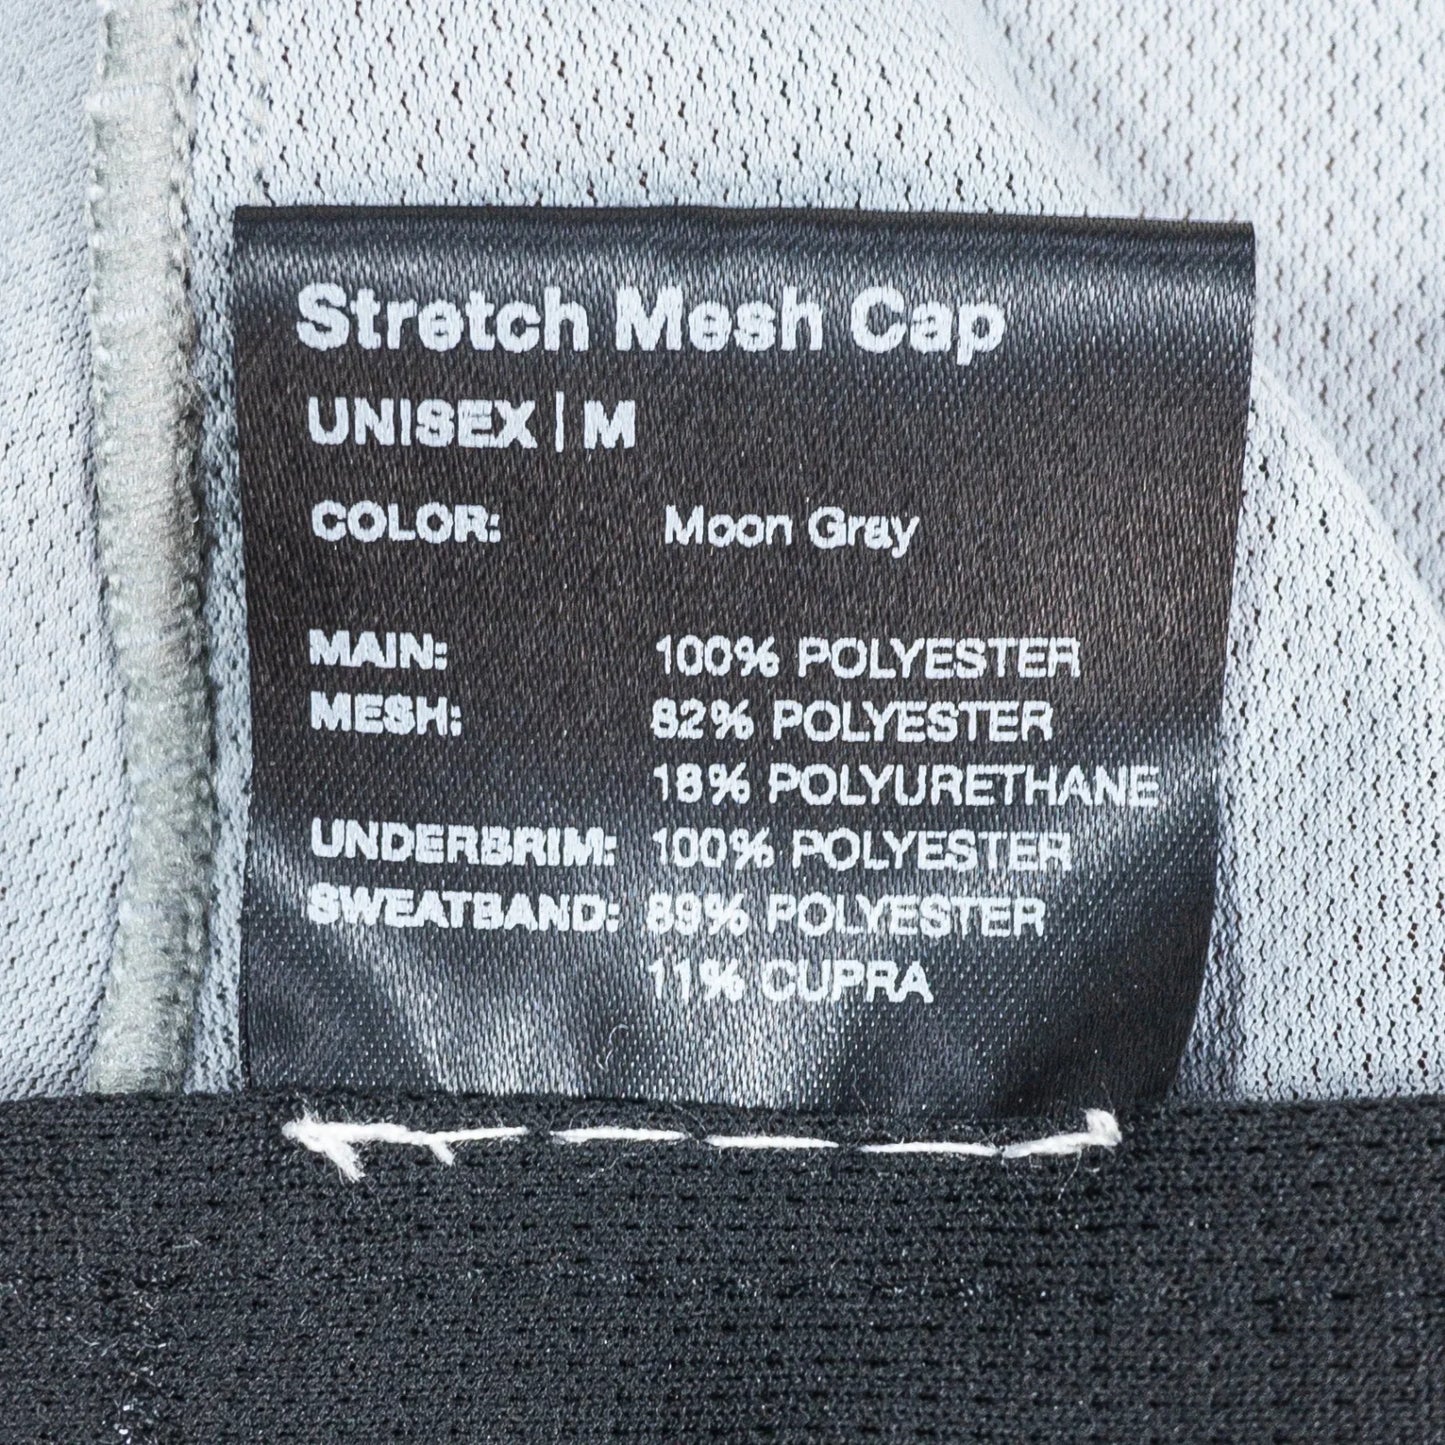 Stretch Mesh Cap
UNISEX | M
COLOR: Moon Gray
MAIN: 100% POLYESTER
MESH: 82% POLYESTER
18% POLYURETHANE
UNDERBRIM: 100% POLYESTER
SWEATBAND: 89% POLYESTER
11% CUPRA